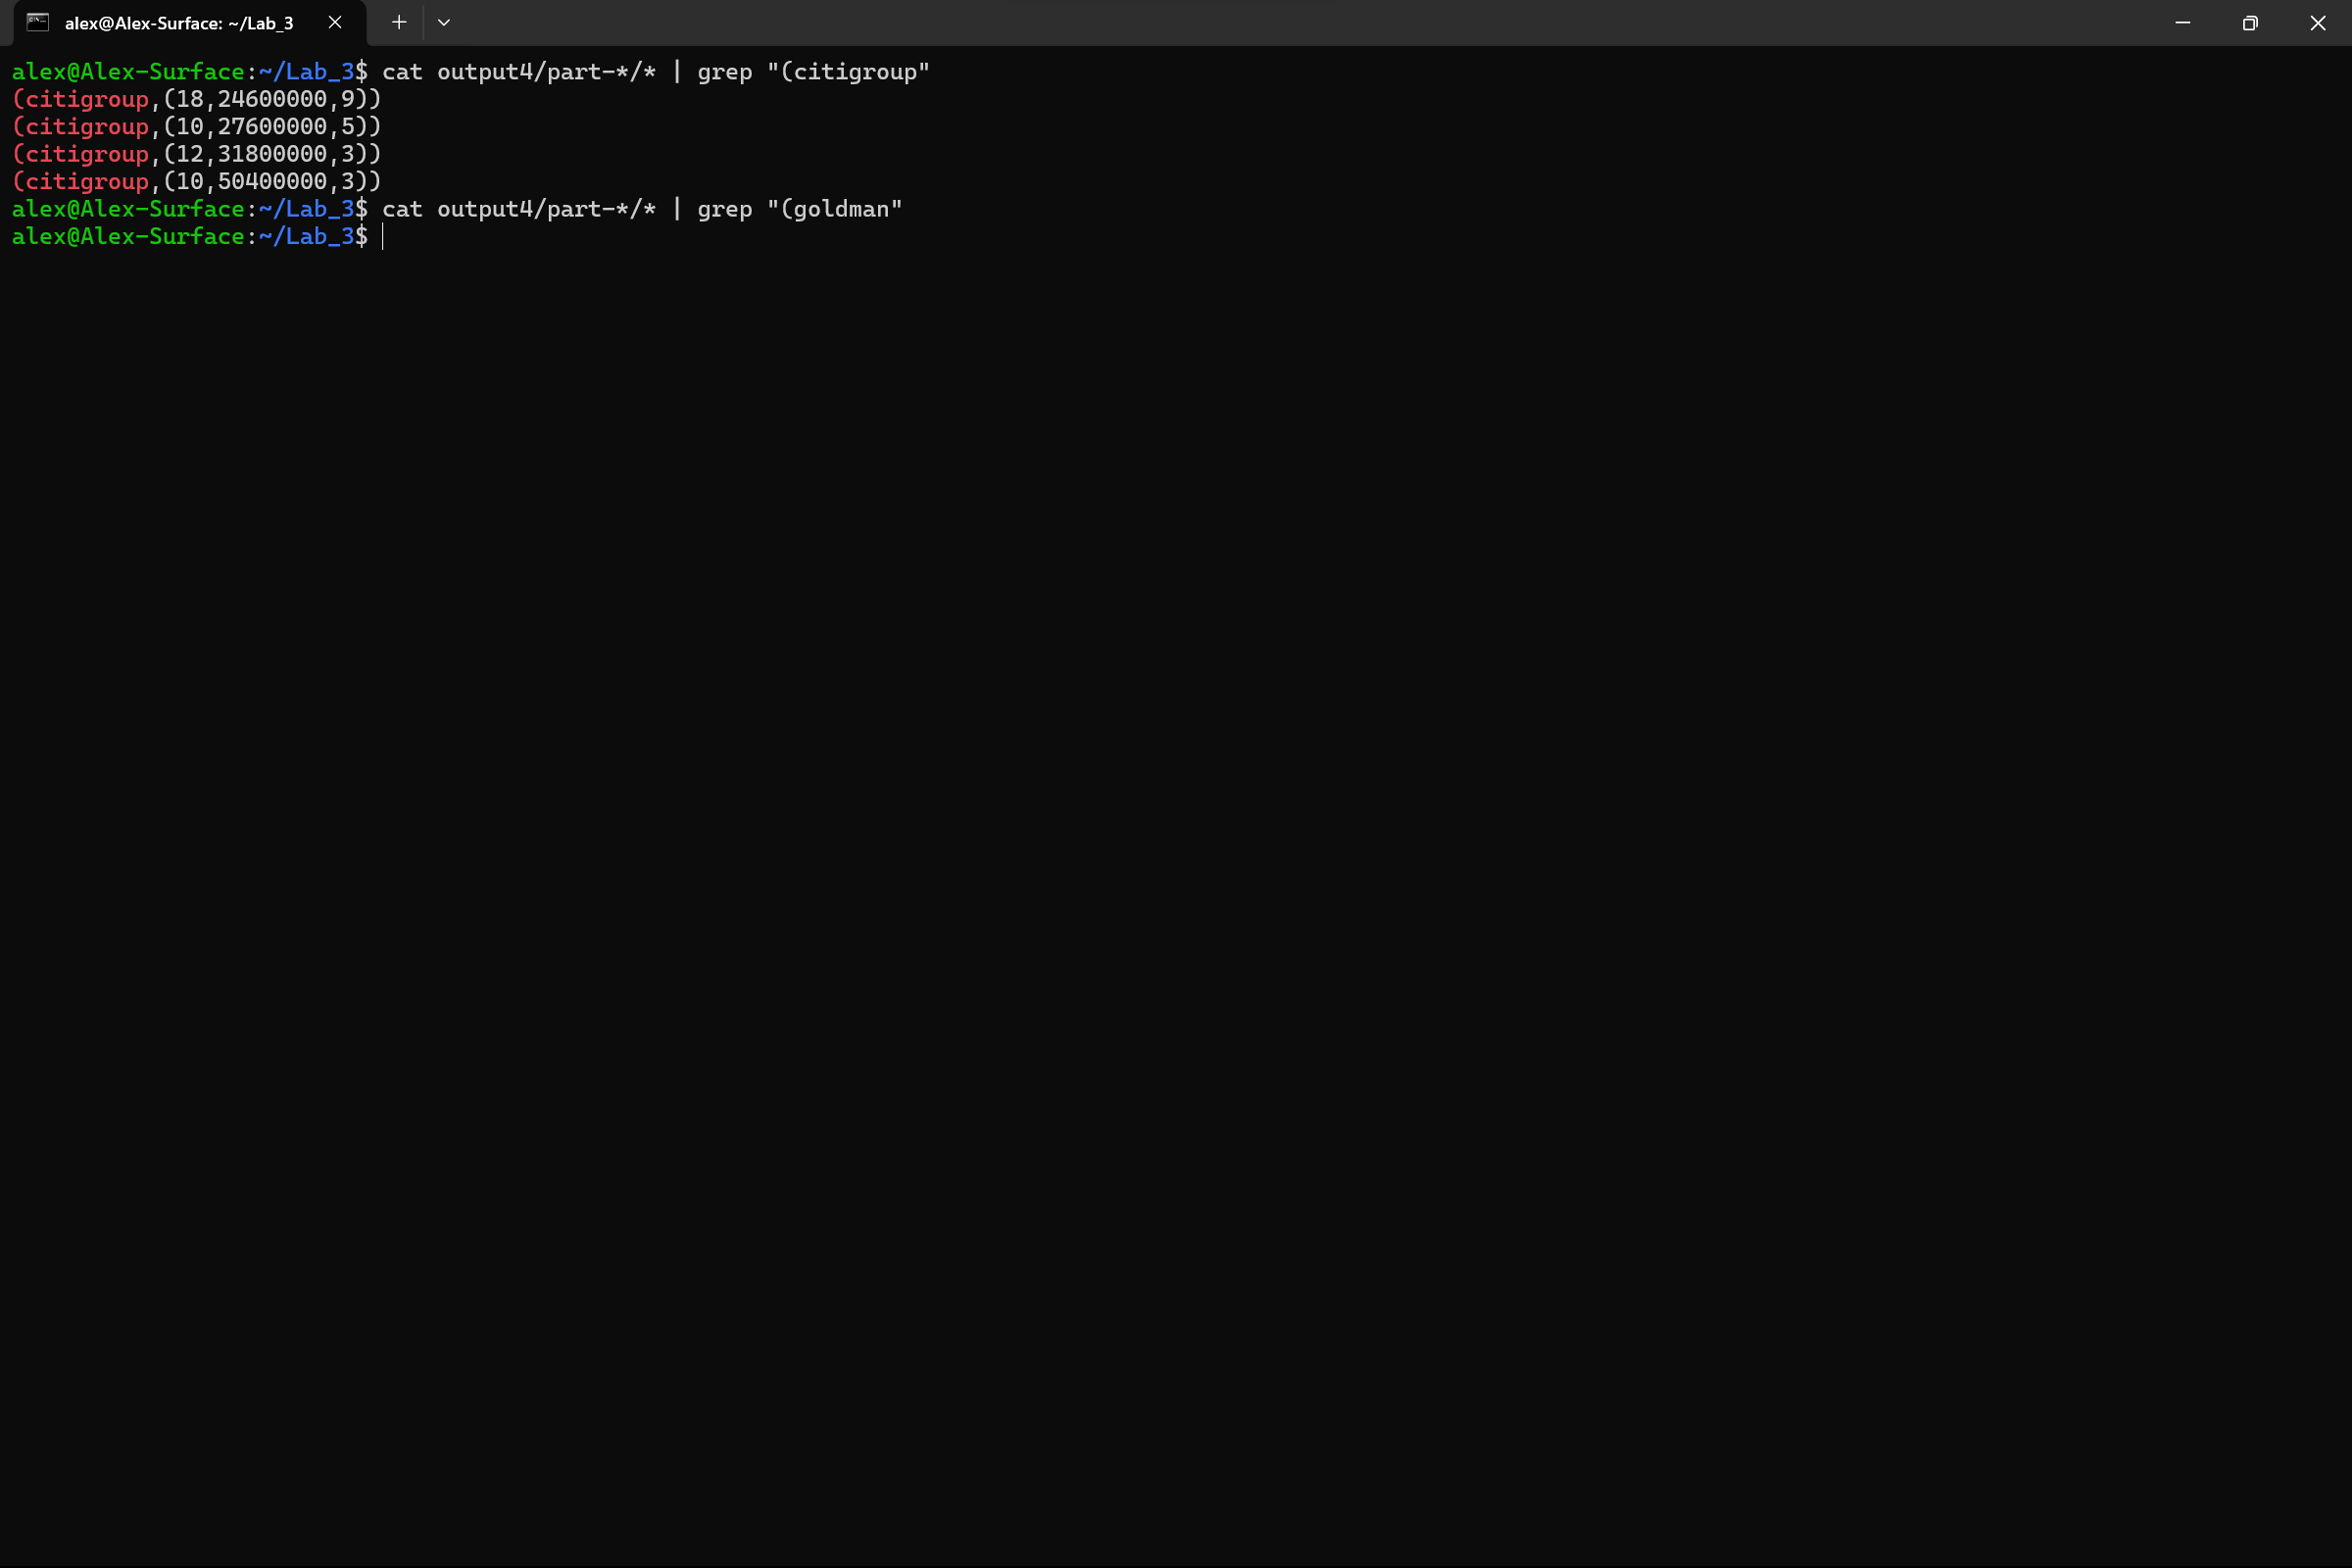 alex@Alex-Surface: ~/Lab_3
alex@Alex-Surface:~/Lab_3$ cat output4/part-*/* | grep "(citigroup"
(citigroup,(18,24600000,9))
(citigroup,(10,27600000,5))
(citigroup,(12,31800000,3))
(citigroup,(10,50400000,3))
alex@Alex-Surface:~/Lab_3$ cat output4/part-*/* | grep "(goldman"
alex@Alex-Surface:~/Lab_3$